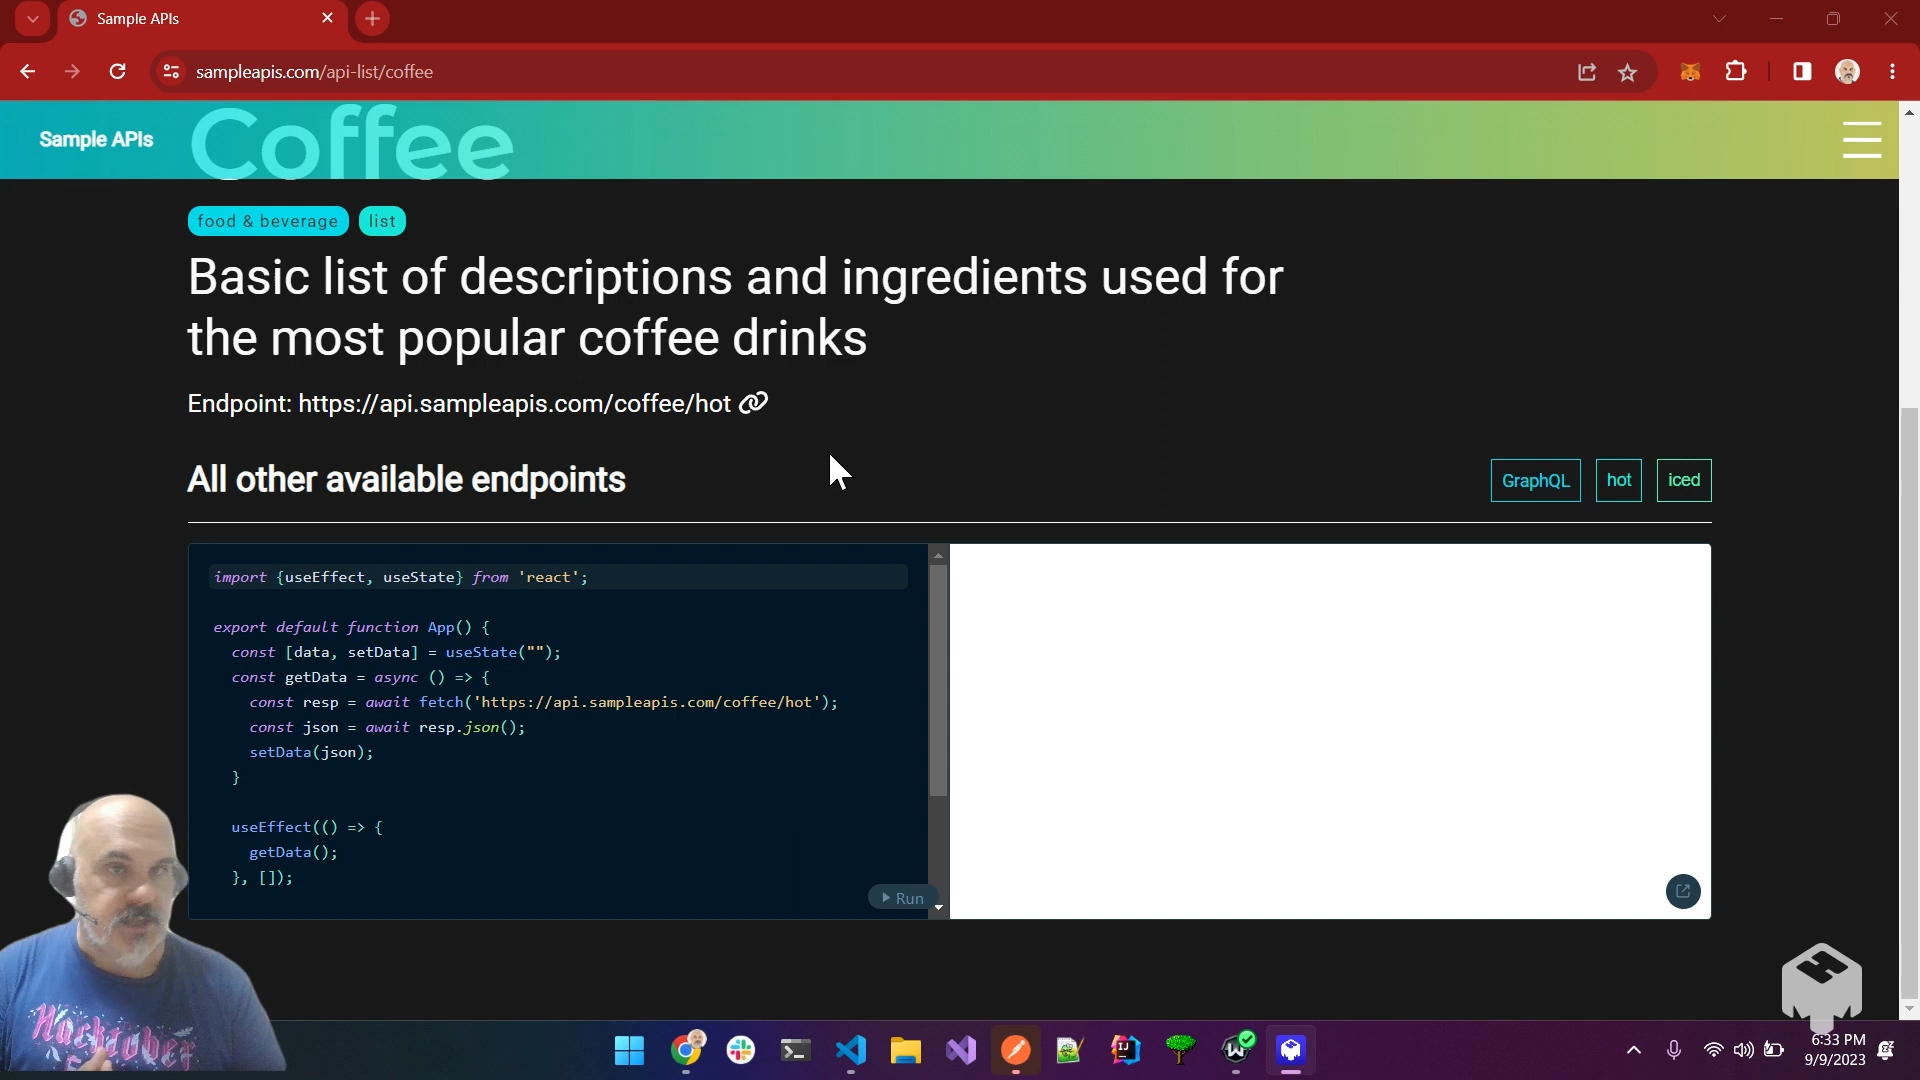 Sample APIs
sampleapis.com/api-list/coffee
Sample APIs
Coffee
food & beverage
list
Basic list of descriptions and ingredients used for
the most popular coffee drinks
Endpoint: https://api.sampleapis.com/coffee/hot
All other available endpoints
GraphQL
hot
iced
import {useEffect, useState} from 'react';
export default function App() {
const [data, setData] = useState("");
const getData = async () => {
const resp = await fetch('https://api.sampleapis.com/coffee/hot');
const json = await resp.json();
setData(json);
}
useEffect(() => {
getData();
}, []);
Run
Hacktober
6:33 PM
9/9/2023